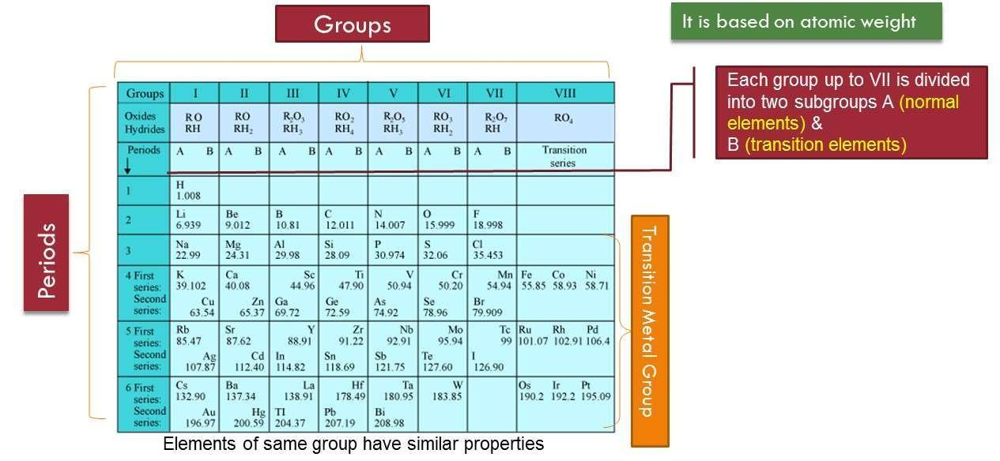 Groups
It is based on atomic weight
Each group up to VII is divided
into two subgroups A (normal
elements) &
B (transition elements)
Groups I II III IV V VI VII VIII
Oxides RO RO R₂O₃ RO₂ R₂O₅ RO₃ R₂O₇ RO₄
Hydrides RH RH₂ RH₃ RH₄ RH₃ RH₂ RH
Periods A B A B A B A B A B A B A B Transition
↓ series
1 H
1.008
2 Li Be B C N O F
6.939 9.012 10.81 12.011 14.007 15.999 18.998
3 Na Mg Al Si P S Cl
22.99 24.31 29.98 28.09 30.974 32.06 35.453
4 First K Ca Sc Ti V Cr Mn Fe Co Ni
series: 39.102 40.08 44.96 47.90 50.94 50.20 54.94 55.85 58.93 58.71
Second Cu Zn Ga Ge As Se Br
series: 63.54 65.37 69.72 72.59 74.92 78.96 79.909
5 First Rb Sr Y Zr Nb Mo Tc Ru Rh Pd
series: 85.47 87.62 88.91 91.22 92.91 95.94 99 101.07 102.91 106.4
Second Ag Cd In Sn Sb Te I
series: 107.87 112.40 114.82 118.69 121.75 127.60 126.90
6 First Cs Ba La Hf Ta W Os Ir Pt
series: 132.90 137.34 138.91 178.49 180.95 183.85 190.2 192.2 195.09
Second Au Hg TI Pb Bi
series: 196.97 200.59 204.37 207.19 208.98
Periods
Transition Metal Group
Elements of same group have similar properties